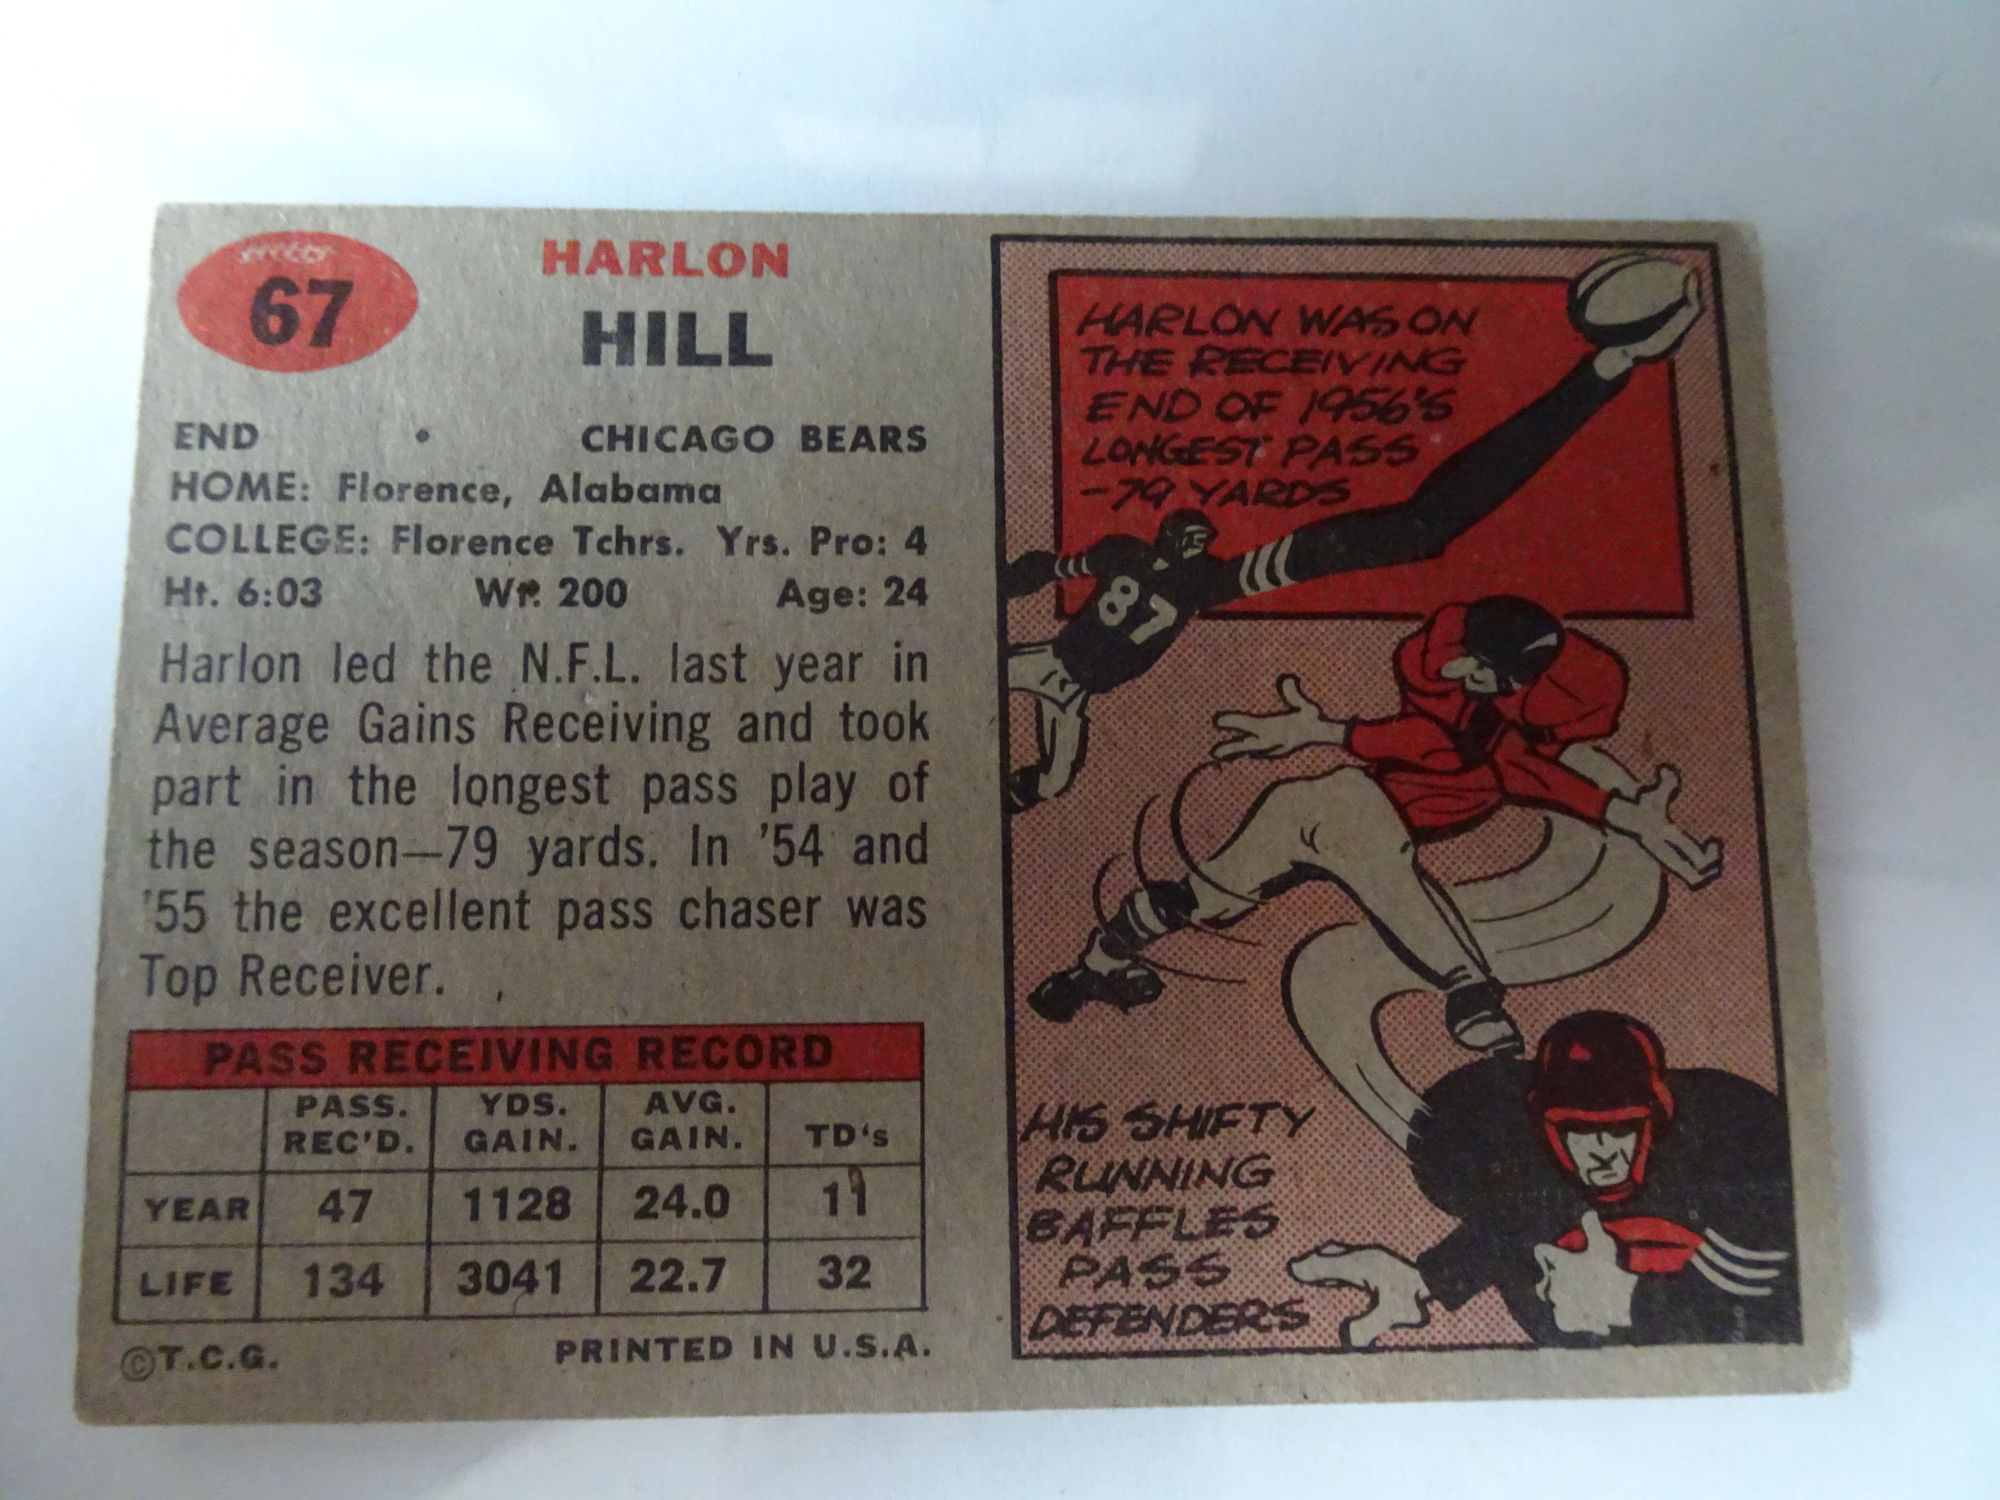 67
HARLON
HILL
END • CHICAGO BEARS
HOME: Florence, Alabama
COLLEGE: Florence Tchrs. Yrs. Pro: 4
Ht. 6:03 Wt. 200 Age: 24
Harlon led the N.F.L. last year in
Average Gains Receiving and took
part in the longest pass play of
the season—79 yards. In '54 and
'55 the excellent pass chaser was
Top Receiver.
PASS RECEIVING RECORD
PASS. REC'D. YDS. GAIN. AVG. GAIN. TD's
YEAR 47 1128 24.0 11
LIFE 134 3041 22.7 32
©T.C.G. PRINTED IN U.S.A.
HARLON WAS ON
THE RECEIVING
END OF 1956'S
LONGEST PASS
-79 YARDS
87
HIS SHIFTY
RUNNING
BAFFLES
PASS
DEFENDERS